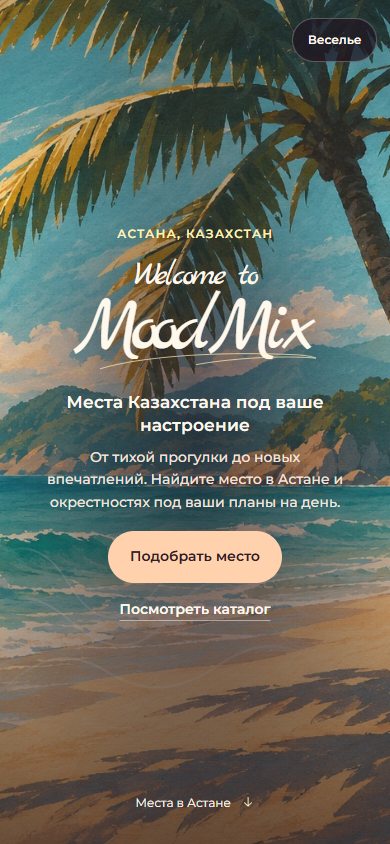 Веселье
АСТАНА, КАЗАХСТАН
Welcome to
MoodMix
Места Казахстана под ваше
настроение
От тихой прогулки до новых
впечатлений. Найдите место в Астане и
окрестностях под ваши планы на день.
Подобрать место
Посмотреть каталог
Места в Астане ↓